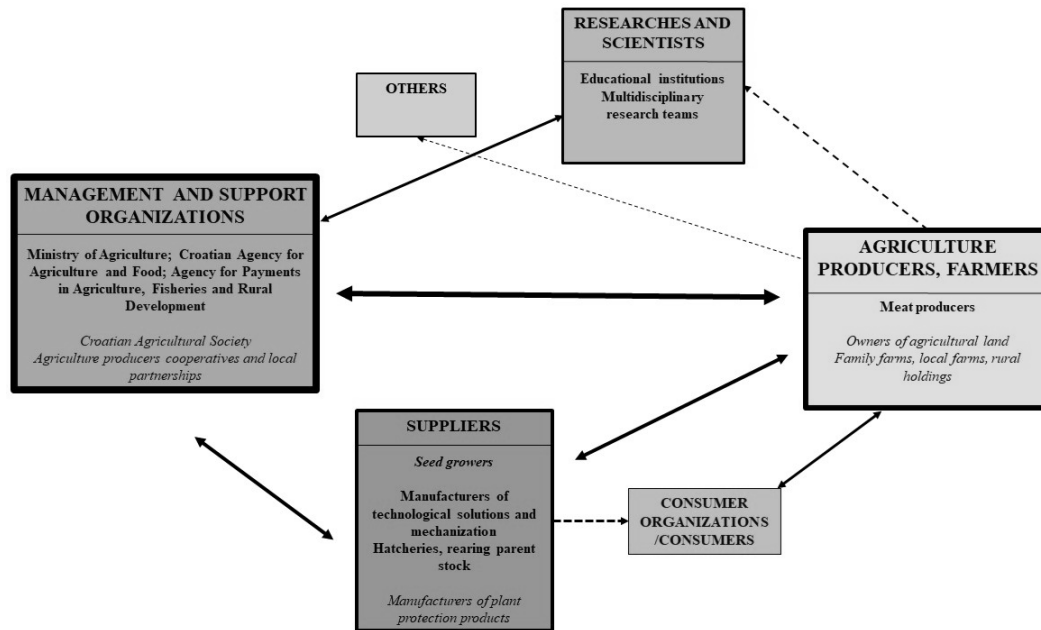 RESEARCHES AND
SCIENTISTS
Educational institutions
Multidisciplinary
research teams
OTHERS
MANAGEMENT AND SUPPORT
ORGANIZATIONS
Ministry of Agriculture; Croatian Agency for
Agriculture and Food; Agency for Payments
in Agriculture, Fisheries and Rural
Development
Croatian Agricultural Society
Agriculture producers cooperatives and local
partnerships
AGRICULTURE
PRODUCERS, FARMERS
Meat producers
Owners of agricultural land
Family farms, local farms, rural
holdings
SUPPLIERS
Seed growers
Manufacturers of
technological solutions and
mechanization
Hatcheries, rearing parent
stock
Manufacturers of plant
protection products
CONSUMER
ORGANIZATIONS
/CONSUMERS